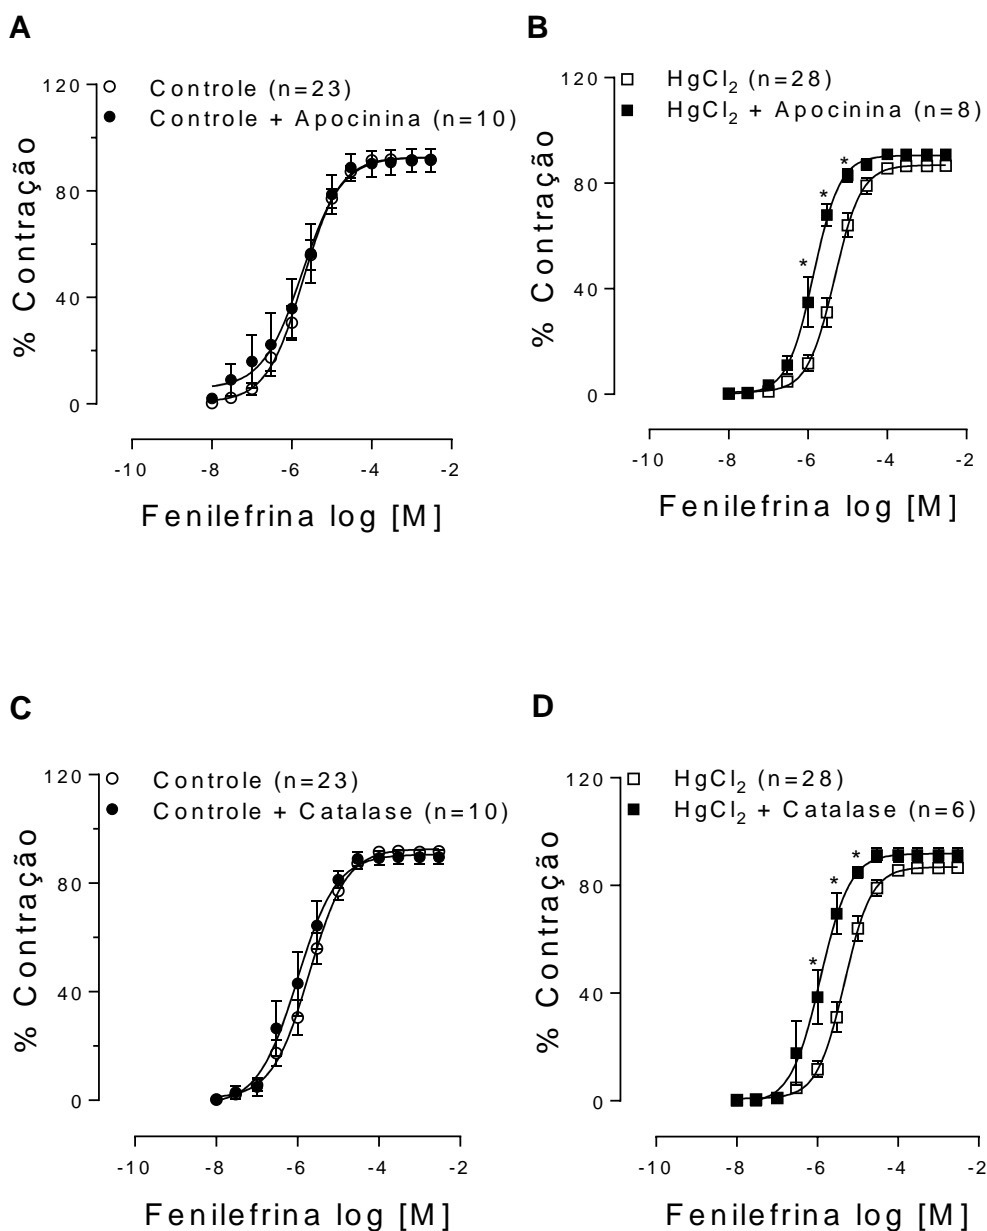 A
Controle (n=23)
Controle + Apocinina (n=10)
% Contração
120
80
40
0
-10 -8 -6 -4 -2
Fenilefrina log [M]
B
HgCl₂ (n=28)
HgCl₂ + Apocinina (n=8)
% Contração
120
80
40
0
* * *
-10 -8 -6 -4 -2
Fenilefrina log [M]
C
Controle (n=23)
Controle + Catalase (n=10)
% Contração
120
80
40
0
-10 -8 -6 -4 -2
Fenilefrina log [M]
D
HgCl₂ (n=28)
HgCl₂ + Catalase (n=6)
% Contração
120
80
40
0
* * *
-10 -8 -6 -4 -2
Fenilefrina log [M]